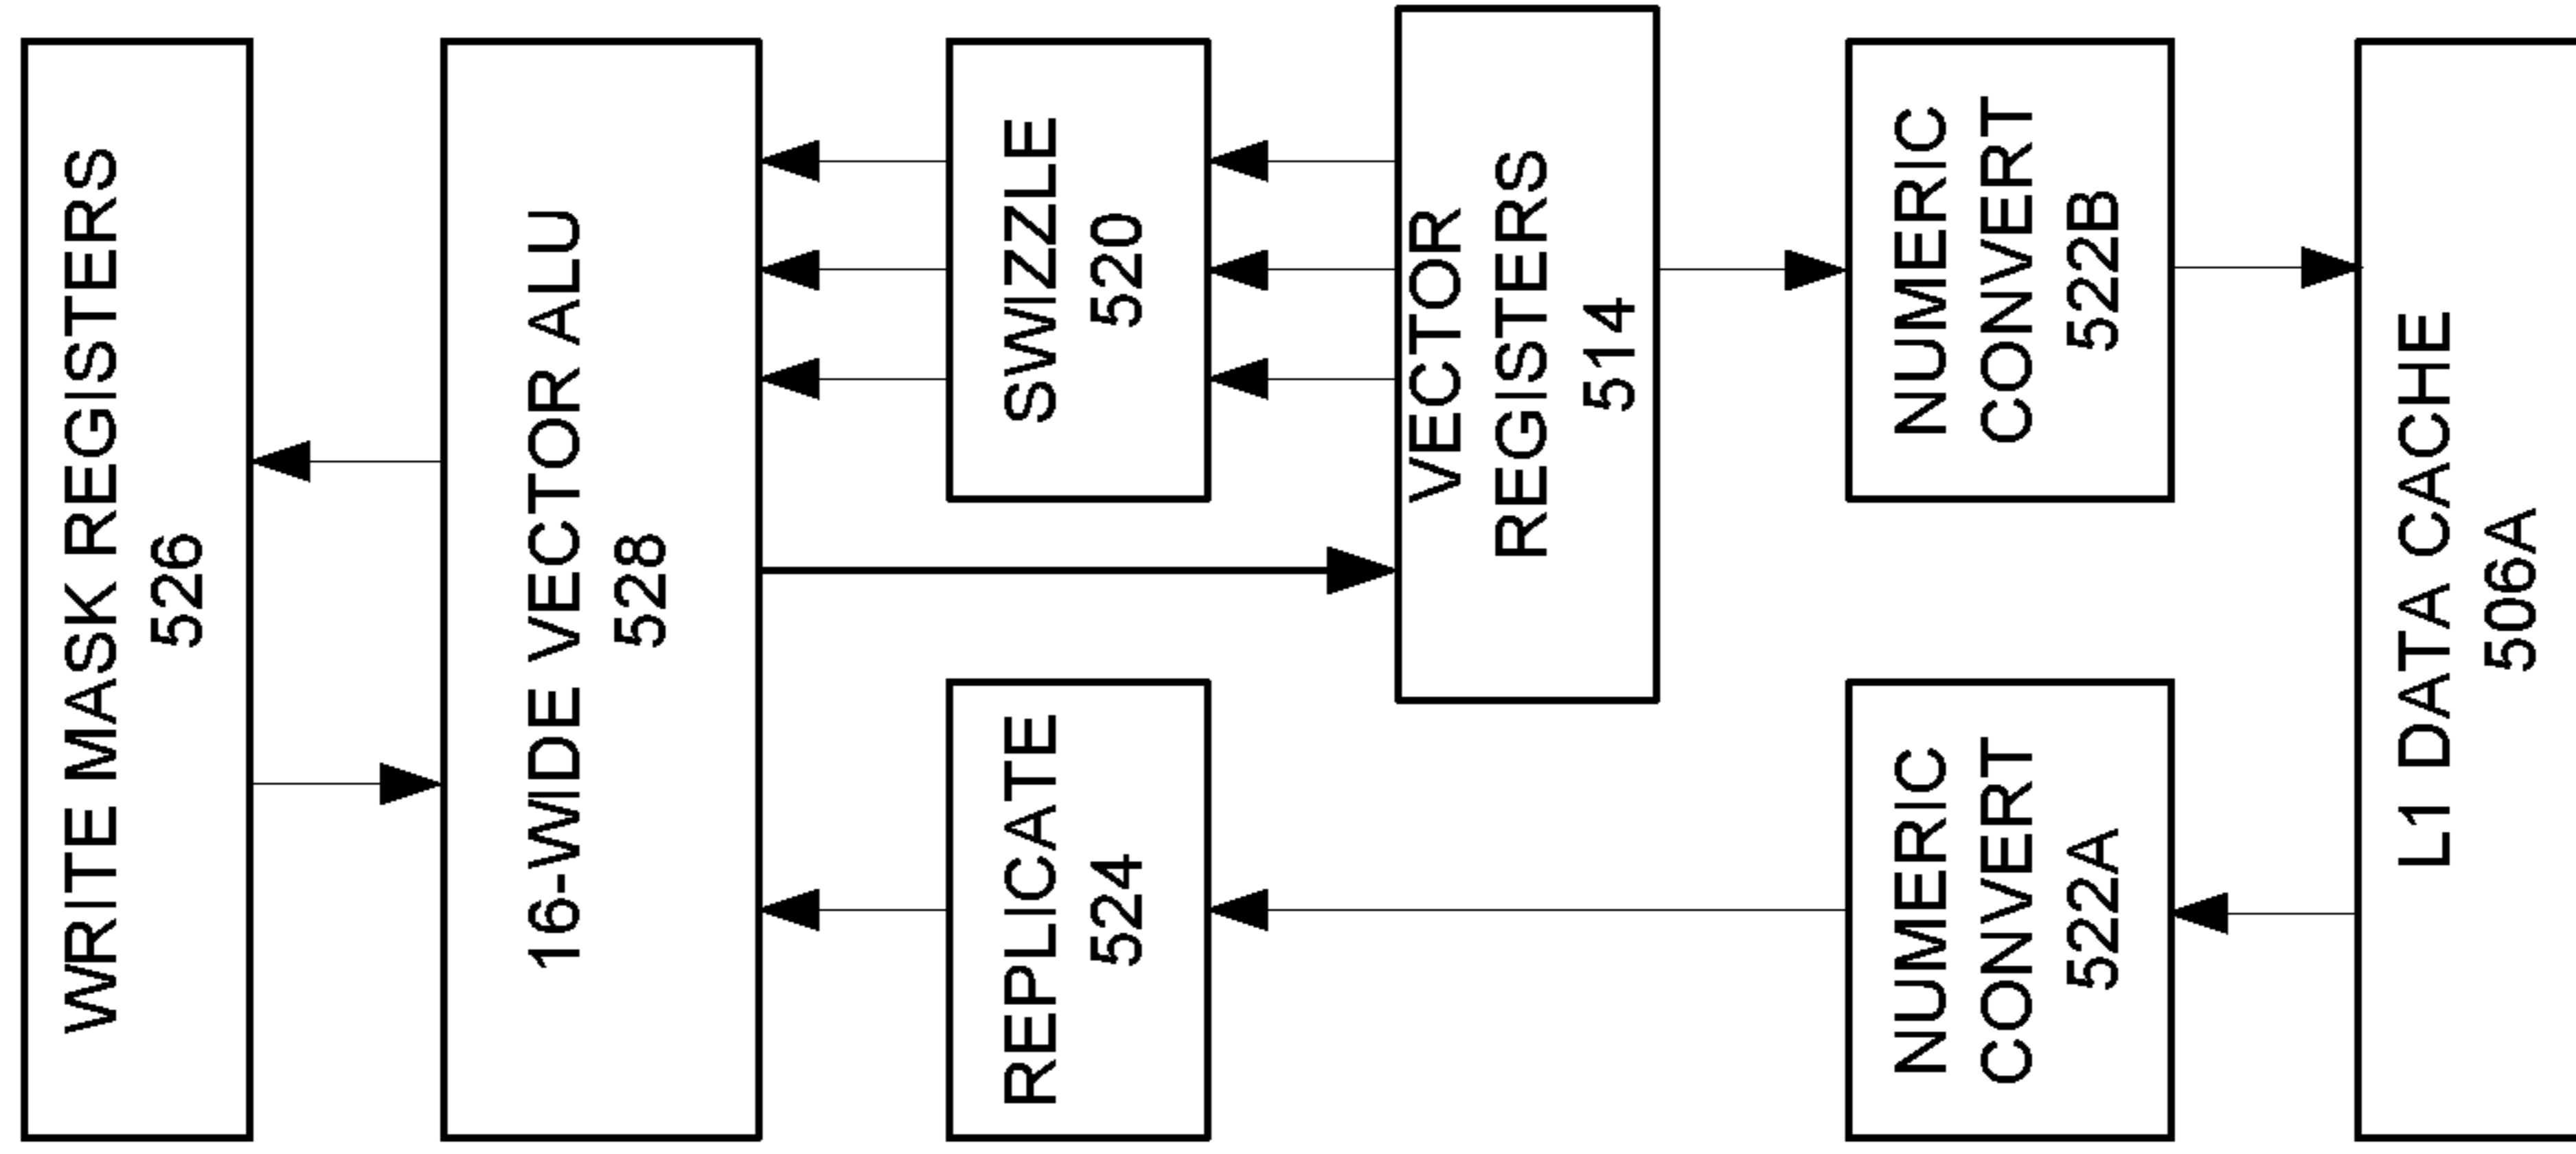 WRITE MASK REGISTERS
526
16-WIDE VECTOR ALU
528
REPLICATE
524
SWIZZLE
520
VECTOR
REGISTERS
514
NUMERIC
CONVERT
522A
NUMERIC
CONVERT
522B
L1 DATA CACHE
506A